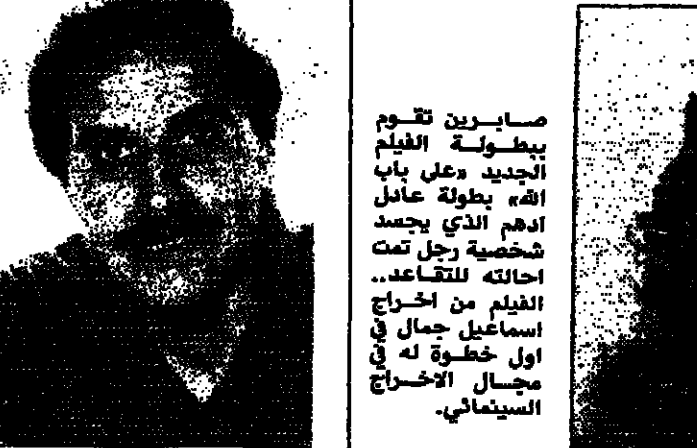 صابرين تقوم
ببطولة الفيلم
الجديد «على باب
الله» بطولة عادل
ادهم الذي يجسد
شخصية رجل تمت
احالته للتقاعد..
الفيلم من اخراج
اسماعيل جمال في
اول خطوة له في
مجال الاخراج
السينمائي.